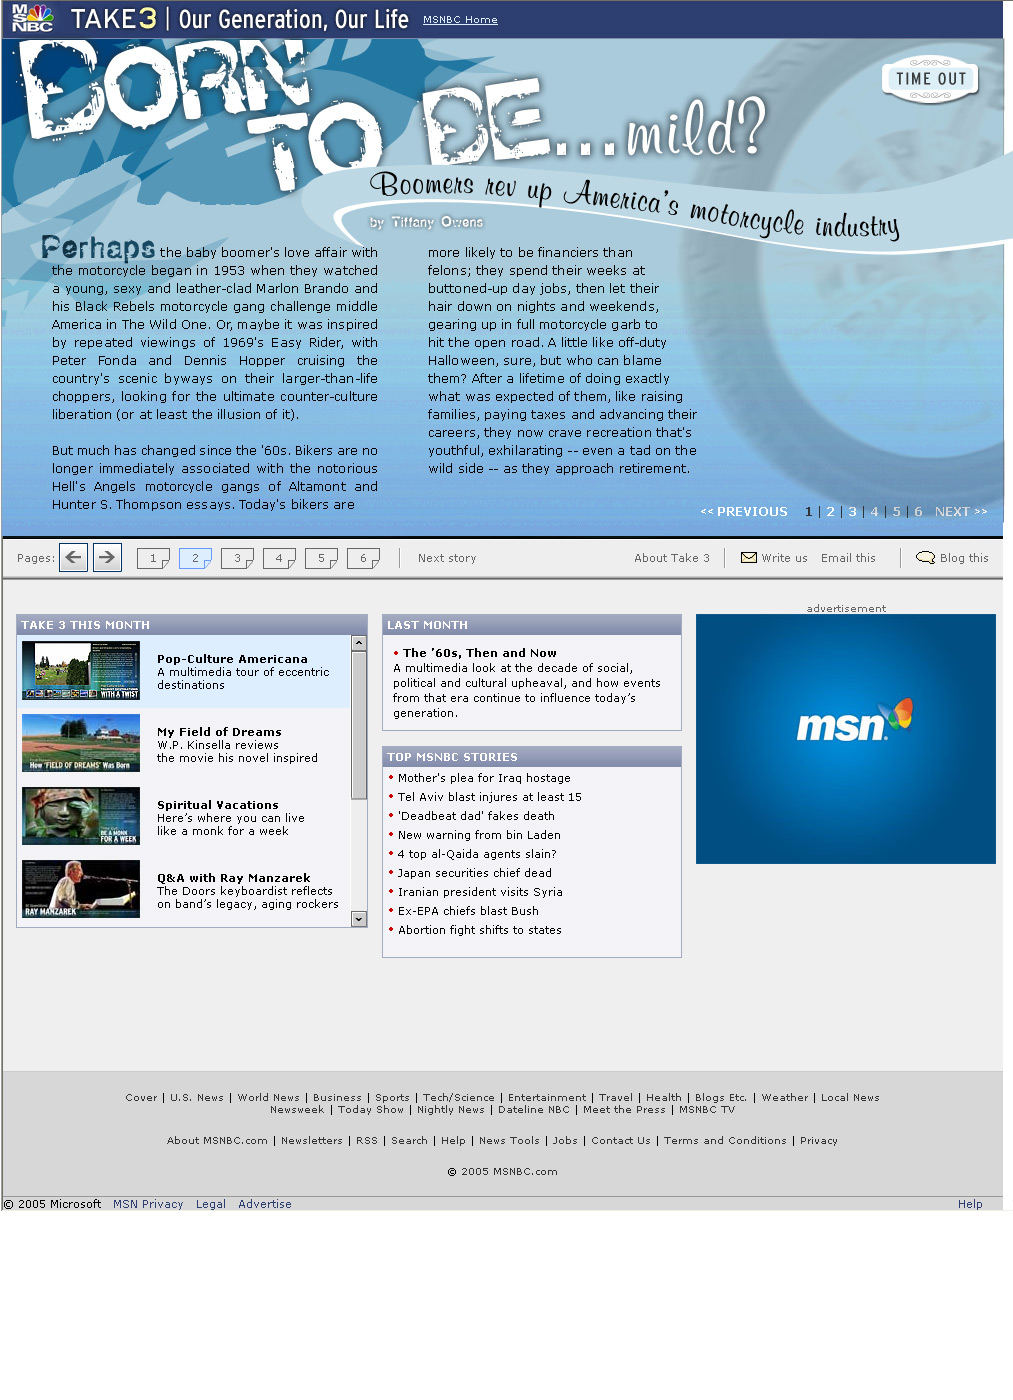 MSNBC TAKE3 | Our Generation, Our Life MSNBC Home
BORN TO BE...mild?
TIME OUT
Boomers rev up America's motorcycle industry
by Tiffany Owens
Perhaps the baby boomer's love affair with
the motorcycle began in 1953 when they watched
a young, sexy and leather-clad Marlon Brando and
his Black Rebels motorcycle gang challenge middle
America in The Wild One. Or, maybe it was inspired
by repeated viewings of 1969's Easy Rider, with
Peter Fonda and Dennis Hopper cruising the
country's scenic byways on their larger-than-life
choppers, looking for the ultimate counter-culture
liberation (or at least the illusion of it).
But much has changed since the '60s. Bikers are no
longer immediately associated with the notorious
Hell's Angels motorcycle gangs of Altamont and
Hunter S. Thompson essays. Today's bikers are
more likely to be financiers than
felons; they spend their weeks at
buttoned-up day jobs, then let their
hair down on nights and weekends,
gearing up in full motorcycle garb to
hit the open road. A little like off-duty
Halloween, sure, but who can blame
them? After a lifetime of doing exactly
what was expected of them, like raising
families, paying taxes and advancing their
careers, they now crave recreation that's
youthful, exhilarating -- even a tad on the
wild side -- as they approach retirement.
<< PREVIOUS 1 | 2 | 3 | 4 | 5 | 6 NEXT >>
Pages: 1 2 3 4 5 6 | Next story About Take 3 | Write us Email this | Blog this
TAKE 3 THIS MONTH
WITH A TWIST
Pop-Culture Americana
A multimedia tour of eccentric
destinations
How 'FIELD OF DREAMS' Was Born
My Field of Dreams
W.P. Kinsella reviews
the movie his novel inspired
BE A MONK
FOR A WEEK
Spiritual Vacations
Here's where you can live
like a monk for a week
RAY MANZAREK
Q&A with Ray Manzarek
The Doors keyboardist reflects
on band's legacy, aging rockers
LAST MONTH
• The '60s, Then and Now
A multimedia look at the decade of social,
political and cultural upheaval, and how events
from that era continue to influence today's
generation.
TOP MSNBC STORIES
• Mother's plea for Iraq hostage
• Tel Aviv blast injures at least 15
• 'Deadbeat dad' fakes death
• New warning from bin Laden
• 4 top al-Qaida agents slain?
• Japan securities chief dead
• Iranian president visits Syria
• Ex-EPA chiefs blast Bush
• Abortion fight shifts to states
advertisement
msn
Cover | U.S. News | World News | Business | Sports | Tech/Science | Entertainment | Travel | Health | Blogs Etc. | Weather | Local News
Newsweek | Today Show | Nightly News | Dateline NBC | Meet the Press | MSNBC TV
About MSNBC.com | Newsletters | RSS | Search | Help | News Tools | Jobs | Contact Us | Terms and Conditions | Privacy
© 2005 MSNBC.com
© 2005 Microsoft MSN Privacy Legal Advertise Help